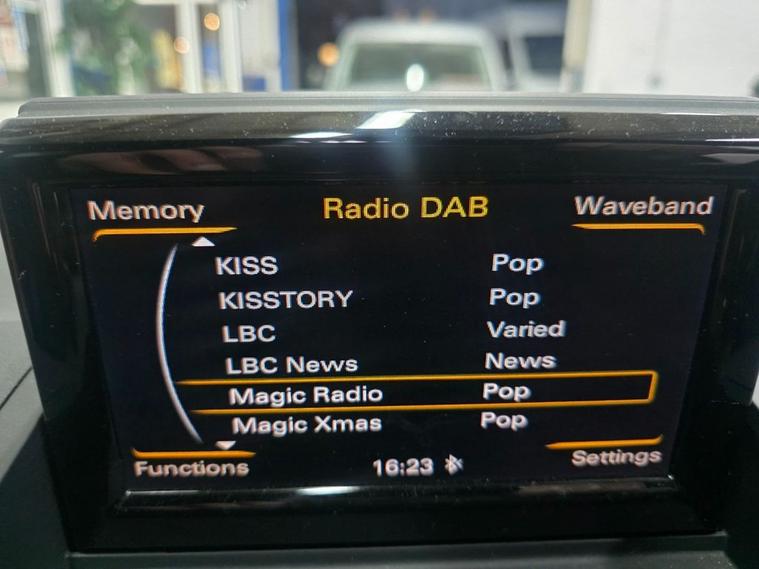 Memory Radio DAB Waveband
KISS Pop
KISSTORY Pop
LBC Varied
LBC News News
Magic Radio Pop
Magic Xmas Pop
Functions 16:23 Settings